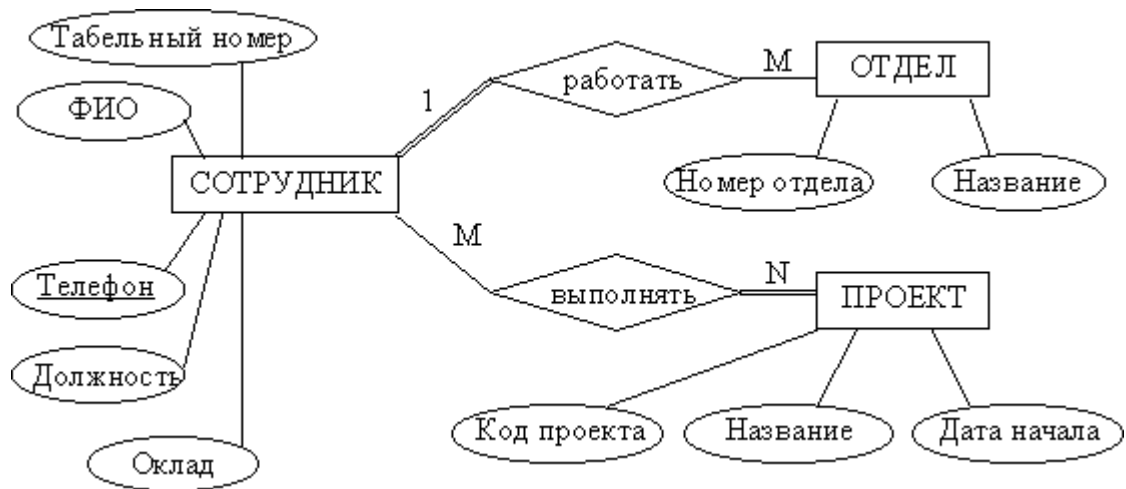 Табельный номер
ФИО
СОТРУДНИК
Телефон
Должность
Оклад
1
работать
M
ОТДЕЛ
Номер отдела
Название
M
выполнять
N
ПРОЕКТ
Код проекта
Название
Дата начала